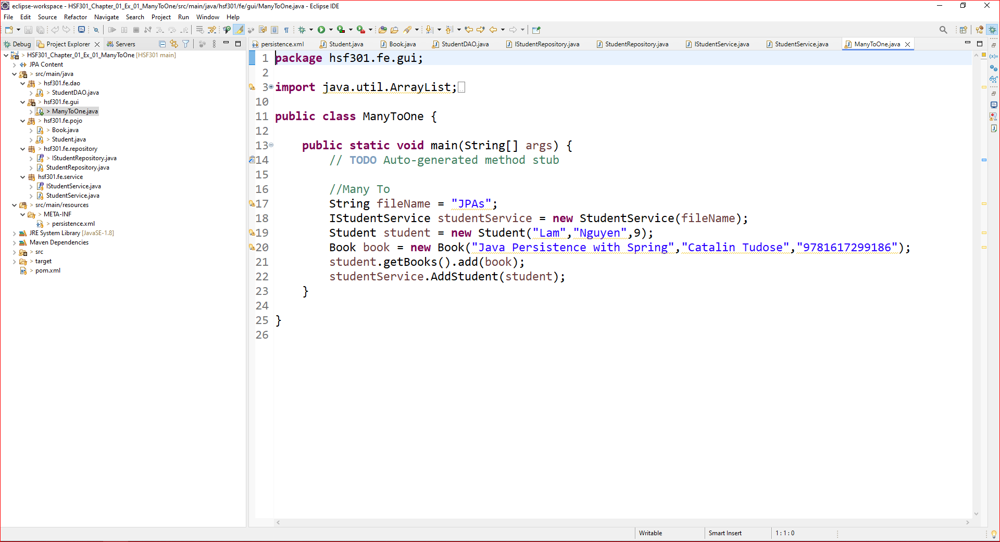 eclipse-workspace - HSF301_Chapter_01_Ex_01_ManyToOne/src/main/java/hsf301/fe/gui/ManyToOne.java - Eclipse IDE
File Edit Source Refactor Navigate Search Project Run Window Help
Debug Project Explorer Servers
persistence.xml Student.java Book.java StudentDAO.java IStudentRepository.java StudentRepository.java IStudentService.java StudentService.java ManyToOne.java
> HSF301_Chapter_01_Ex_01_ManyToOne [HSF301 main]
JPA Content
> src/main/java
> hsf301.fe.dao
> StudentDAO.java
> hsf301.fe.gui
> ManyToOne.java
> hsf301.fe.pojo
> Book.java
> Student.java
> hsf301.fe.repository
> IStudentRepository.java
StudentRepository.java
hsf301.fe.service
IStudentService.java
StudentService.java
> src/main/resources
> META-INF
> persistence.xml
JRE System Library [JavaSE-1.8]
Maven Dependencies
> src
> target
> pom.xml
1 package hsf301.fe.gui;
2
3 import java.util.ArrayList;
10
11 public class ManyToOne {
12
13 public static void main(String[] args) {
14 // TODO Auto-generated method stub
15
16 //Many To
17 String fileName = "JPAs";
18 IStudentService studentService = new StudentService(fileName);
19 Student student = new Student("Lam","Nguyen",9);
20 Book book = new Book("Java Persistence with Spring","Catalin Tudose","9781617299186");
21 student.getBooks().add(book);
22 studentService.AddStudent(student);
23 }
24
25 }
26
Writable Smart Insert 1 : 1 : 0